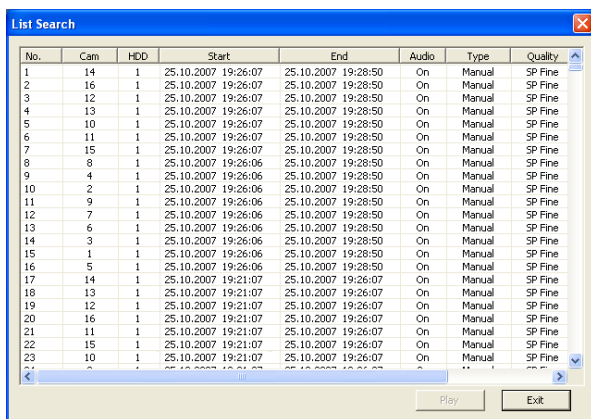 List Search
No. Cam HDD Start End Audio Type Quality
1 14 1 25.10.2007 19:26:07 25.10.2007 19:28:50 On Manual SP Fine
2 16 1 25.10.2007 19:26:07 25.10.2007 19:28:50 On Manual SP Fine
3 12 1 25.10.2007 19:26:07 25.10.2007 19:28:50 On Manual SP Fine
4 13 1 25.10.2007 19:26:07 25.10.2007 19:28:50 On Manual SP Fine
5 10 1 25.10.2007 19:26:07 25.10.2007 19:28:50 On Manual SP Fine
6 11 1 25.10.2007 19:26:07 25.10.2007 19:28:50 On Manual SP Fine
7 15 1 25.10.2007 19:26:07 25.10.2007 19:28:50 On Manual SP Fine
8 8 1 25.10.2007 19:26:06 25.10.2007 19:28:50 On Manual SP Fine
9 4 1 25.10.2007 19:26:06 25.10.2007 19:28:50 On Manual SP Fine
10 2 1 25.10.2007 19:26:06 25.10.2007 19:28:50 On Manual SP Fine
11 9 1 25.10.2007 19:26:06 25.10.2007 19:28:50 On Manual SP Fine
12 7 1 25.10.2007 19:26:06 25.10.2007 19:28:50 On Manual SP Fine
13 6 1 25.10.2007 19:26:06 25.10.2007 19:28:50 On Manual SP Fine
14 3 1 25.10.2007 19:26:06 25.10.2007 19:28:50 On Manual SP Fine
15 1 1 25.10.2007 19:26:06 25.10.2007 19:28:50 On Manual SP Fine
16 5 1 25.10.2007 19:26:06 25.10.2007 19:28:50 On Manual SP Fine
17 14 1 25.10.2007 19:21:07 25.10.2007 19:26:07 On Manual SP Fine
18 13 1 25.10.2007 19:21:07 25.10.2007 19:26:07 On Manual SP Fine
19 12 1 25.10.2007 19:21:07 25.10.2007 19:26:07 On Manual SP Fine
20 16 1 25.10.2007 19:21:07 25.10.2007 19:26:07 On Manual SP Fine
21 11 1 25.10.2007 19:21:07 25.10.2007 19:26:07 On Manual SP Fine
22 15 1 25.10.2007 19:21:07 25.10.2007 19:26:07 On Manual SP Fine
23 10 1 25.10.2007 19:21:07 25.10.2007 19:26:07 On Manual SP Fine
Play Exit